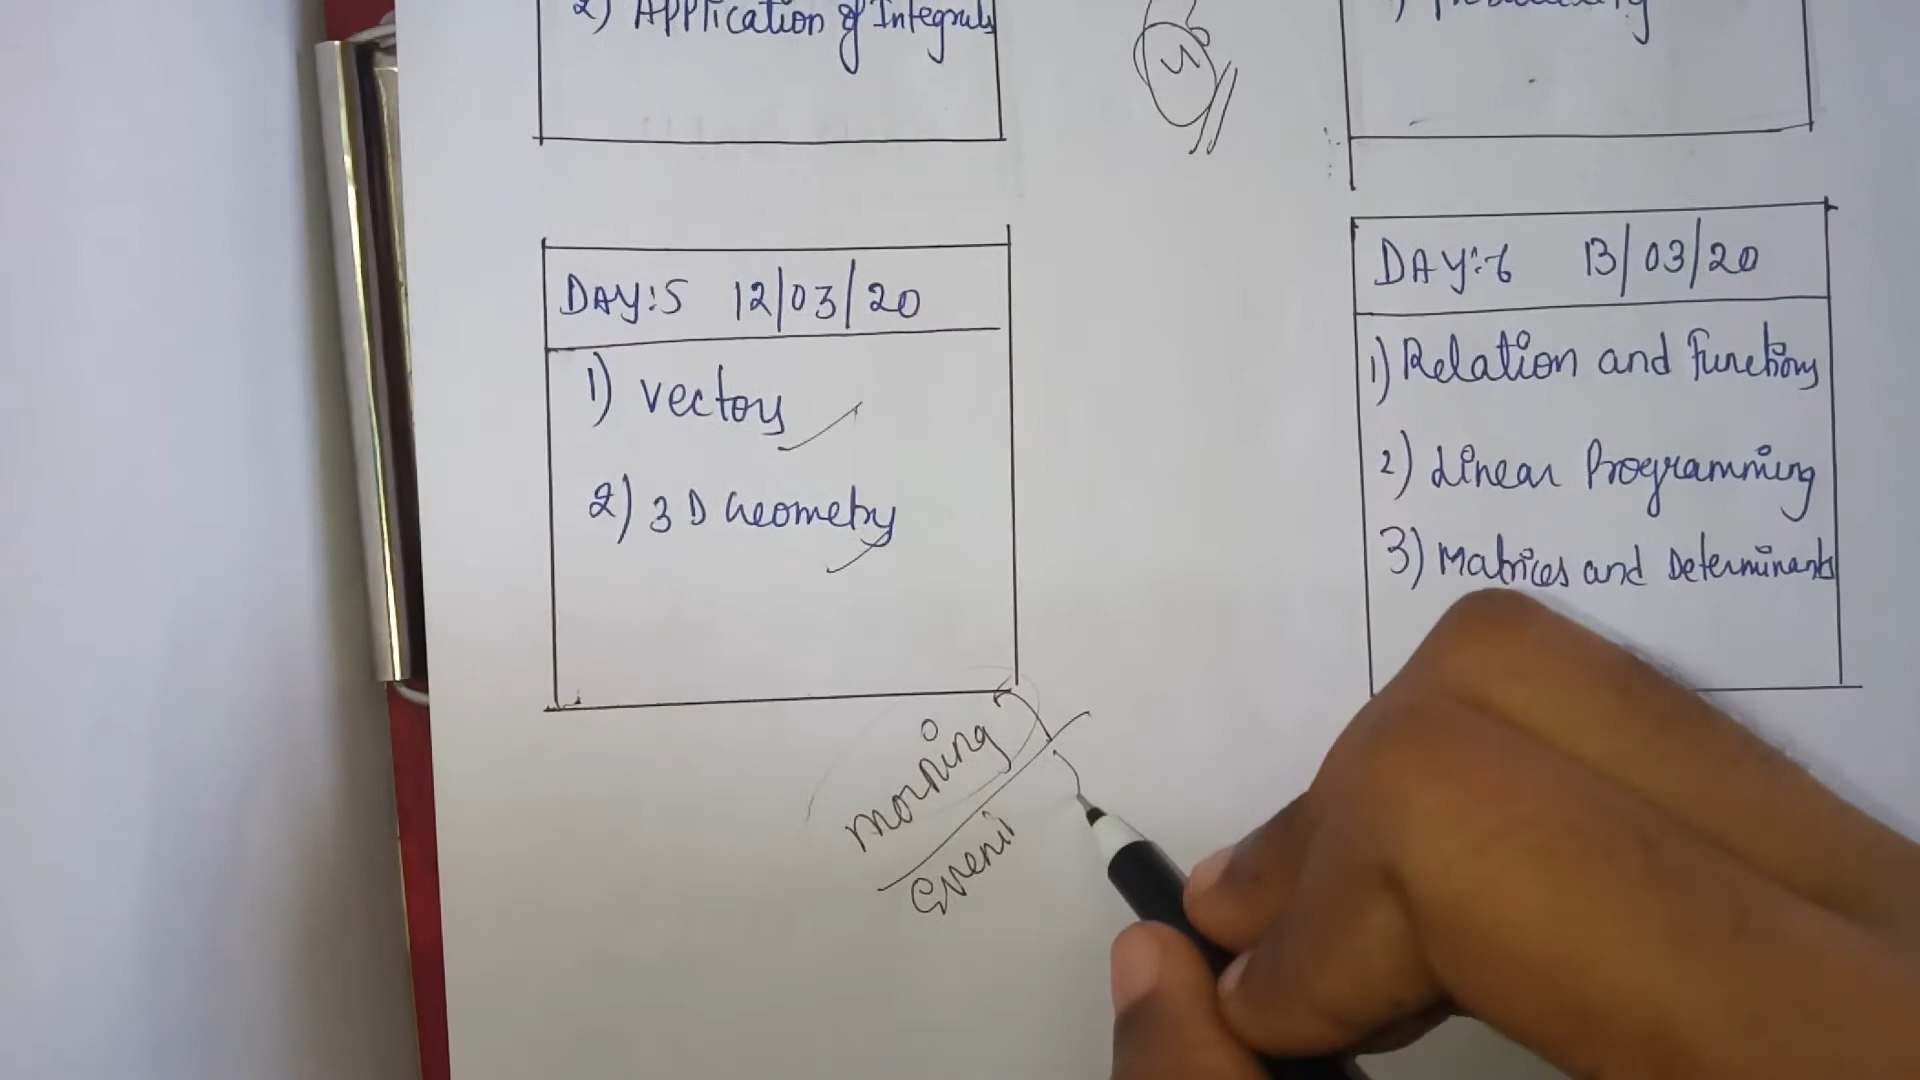 2) Application of Integrals
DAY:5 12/03/20
1) Vectors
2) 3D Geometry
DAY:6 13/03/20
1) Relation and Functions
2) Linear Programming
3) Matrices and Determinants
morning
Eveni